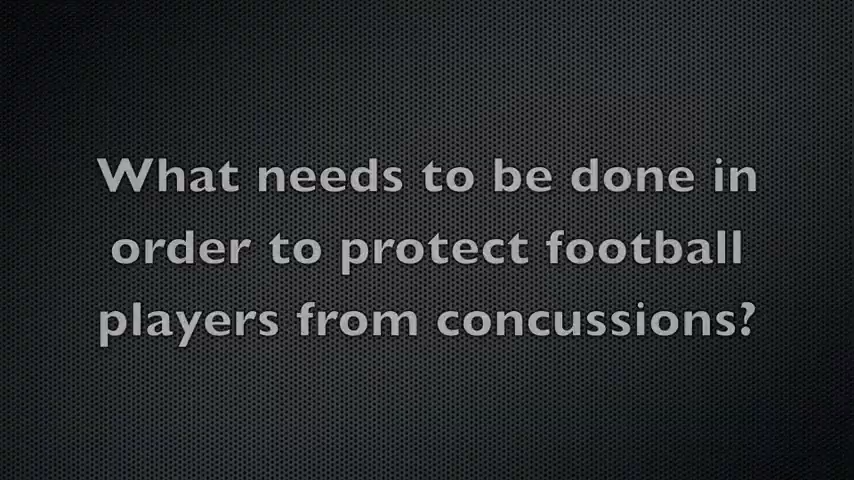 What needs to be done in
order to protect football
players from concussions?